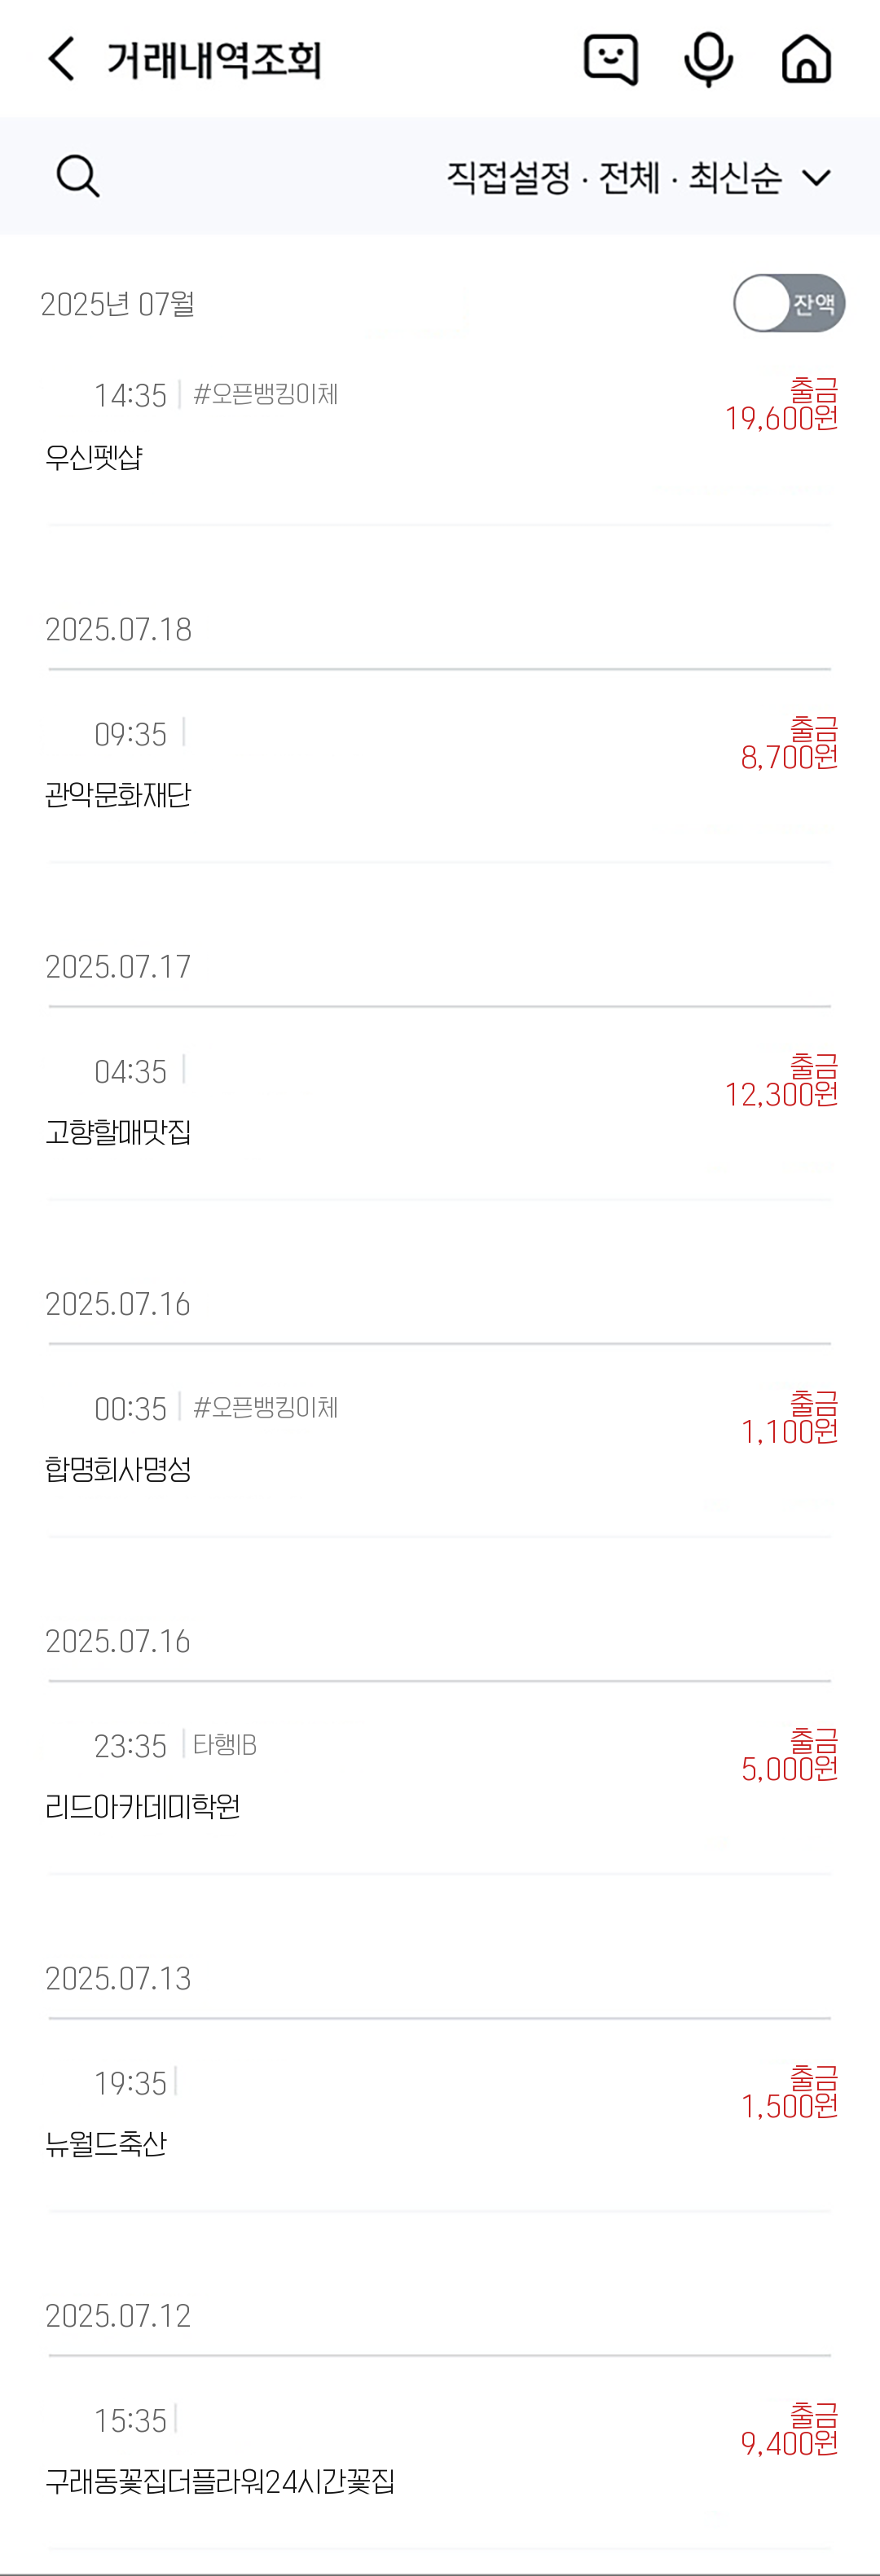 거래내역조회
직접설정 · 전체 · 최신순
2025년 07월
잔액
14:35 #오픈뱅킹이체
출금
19,600원
우신펫샵
2025.07.18
09:35
출금
8,700원
관악문화재단
2025.07.17
04:35
출금
12,300원
고향할매맛집
2025.07.16
00:35 #오픈뱅킹이체
출금
1,100원
합명회사명성
2025.07.16
23:35 타행IB
출금
5,000원
리드아카데미학원
2025.07.13
19:35
출금
1,500원
뉴월드축산
2025.07.12
15:35
출금
9,400원
구래동꽃집더플라워24시간꽃집